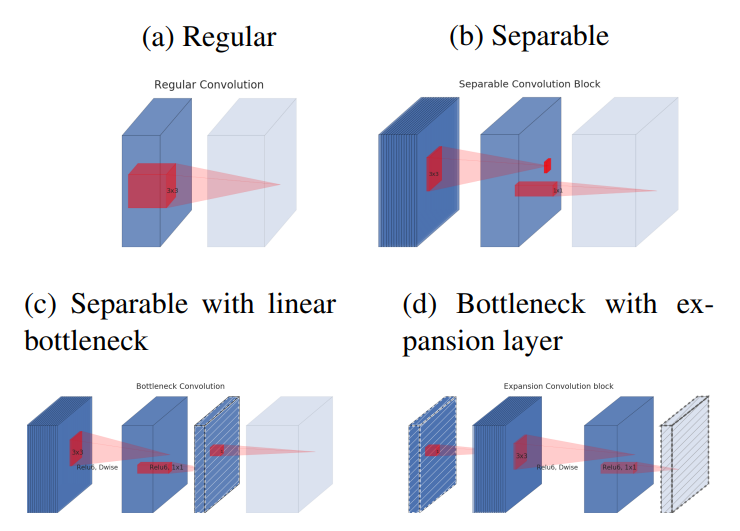 (a) Regular
(b) Separable
Regular Convolution
Separable Convolution Block
3x3
3x3
1x1
(c) Separable with linear
bottleneck
(d) Bottleneck with ex-
pansion layer
Bottleneck Convolution
Expansion Convolution block
3x3
Relu6, Dwise
Relu6, 1x1
3x3
Relu6, Dwise
Relu6, 1x1